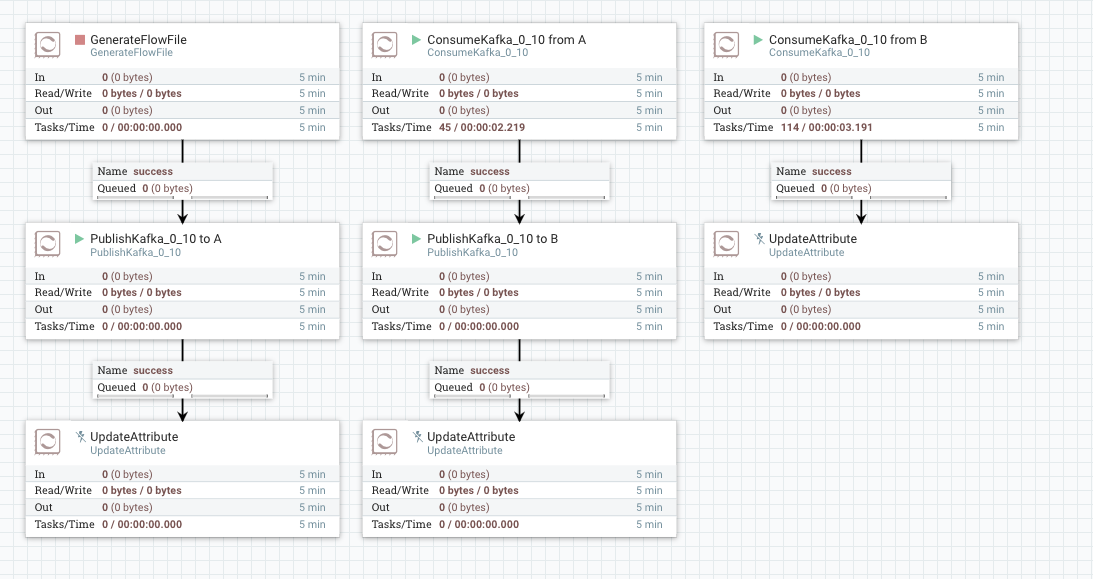 GenerateFlowFile
GenerateFlowFile
In 0 (0 bytes) 5 min
Read/Write 0 bytes / 0 bytes 5 min
Out 0 (0 bytes) 5 min
Tasks/Time 0 / 00:00:00.000 5 min
Name success
Queued 0 (0 bytes)
PublishKafka_0_10 to A
PublishKafka_0_10
In 0 (0 bytes) 5 min
Read/Write 0 bytes / 0 bytes 5 min
Out 0 (0 bytes) 5 min
Tasks/Time 0 / 00:00:00.000 5 min
Name success
Queued 0 (0 bytes)
UpdateAttribute
UpdateAttribute
In 0 (0 bytes) 5 min
Read/Write 0 bytes / 0 bytes 5 min
Out 0 (0 bytes) 5 min
Tasks/Time 0 / 00:00:00.000 5 min
ConsumeKafka_0_10 from A
ConsumeKafka_0_10
In 0 (0 bytes) 5 min
Read/Write 0 bytes / 0 bytes 5 min
Out 0 (0 bytes) 5 min
Tasks/Time 45 / 00:00:02.219 5 min
Name success
Queued 0 (0 bytes)
PublishKafka_0_10 to B
PublishKafka_0_10
In 0 (0 bytes) 5 min
Read/Write 0 bytes / 0 bytes 5 min
Out 0 (0 bytes) 5 min
Tasks/Time 0 / 00:00:00.000 5 min
Name success
Queued 0 (0 bytes)
UpdateAttribute
UpdateAttribute
In 0 (0 bytes) 5 min
Read/Write 0 bytes / 0 bytes 5 min
Out 0 (0 bytes) 5 min
Tasks/Time 0 / 00:00:00.000 5 min
ConsumeKafka_0_10 from B
ConsumeKafka_0_10
In 0 (0 bytes) 5 min
Read/Write 0 bytes / 0 bytes 5 min
Out 0 (0 bytes) 5 min
Tasks/Time 114 / 00:00:03.191 5 min
Name success
Queued 0 (0 bytes)
UpdateAttribute
UpdateAttribute
In 0 (0 bytes) 5 min
Read/Write 0 bytes / 0 bytes 5 min
Out 0 (0 bytes) 5 min
Tasks/Time 0 / 00:00:00.000 5 min